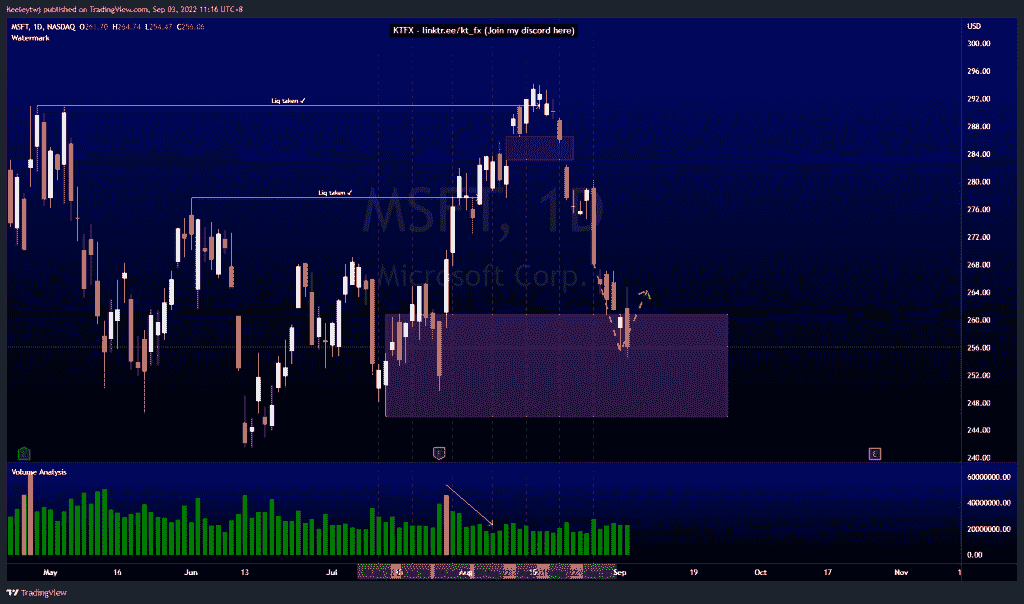 Keeleytwj published on TradingView.com, Sep 03, 2022 11:16 UTC+8
MSFT, 1D, NASDAQ O261.70 H264.74 L254.47 C256.06
Watermark
KTFX - linktr.ee/kt_fx (Join my discord here)
USD
300.00
296.00
292.00
288.00
284.00
280.00
276.00
272.00
268.00
264.00
260.00
256.00
252.00
248.00
244.00
240.00
Liq taken ✓
Liq taken ✓
MSFT, 1D
Microsoft Corp.
E
E
Volume Analysis
60000000.00
40000000.00
20000000.00
0.00
May 16 Jun 13 Jul Aug 15 Sep 19 Oct 17 Nov 1
TradingView